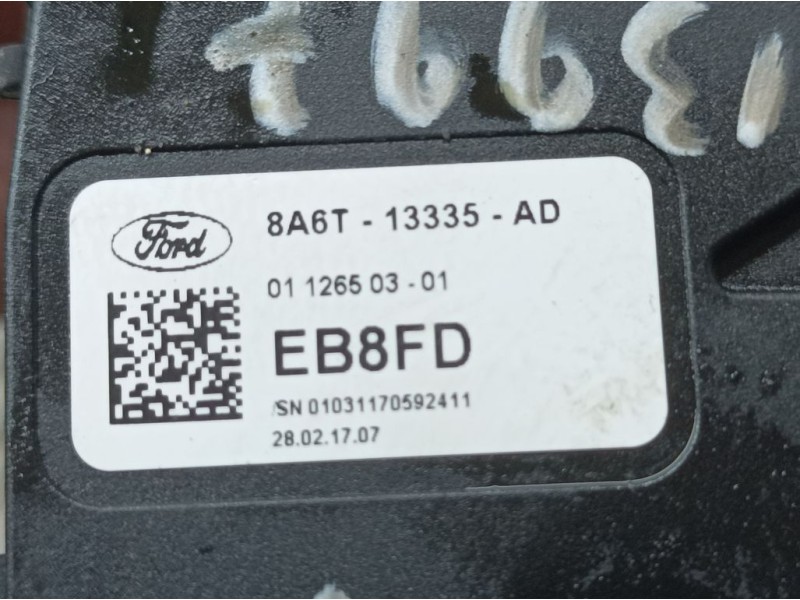 Ford
8A6T - 13335 - AD
01 1265 03 - 01
EB8FD
/SN 01031170592411
28.02.17.07